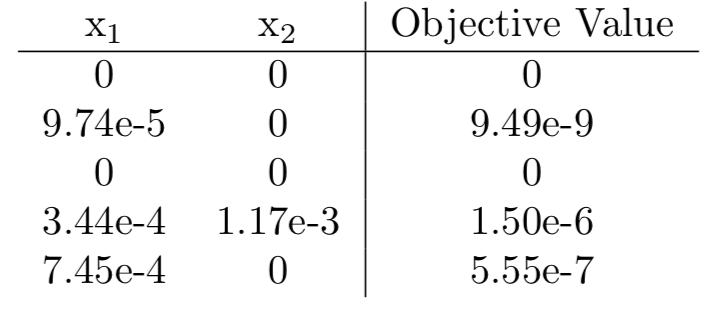 x₁ x₂ Objective Value
0 0 0
9.74e-5 0 9.49e-9
0 0 0
3.44e-4 1.17e-3 1.50e-6
7.45e-4 0 5.55e-7